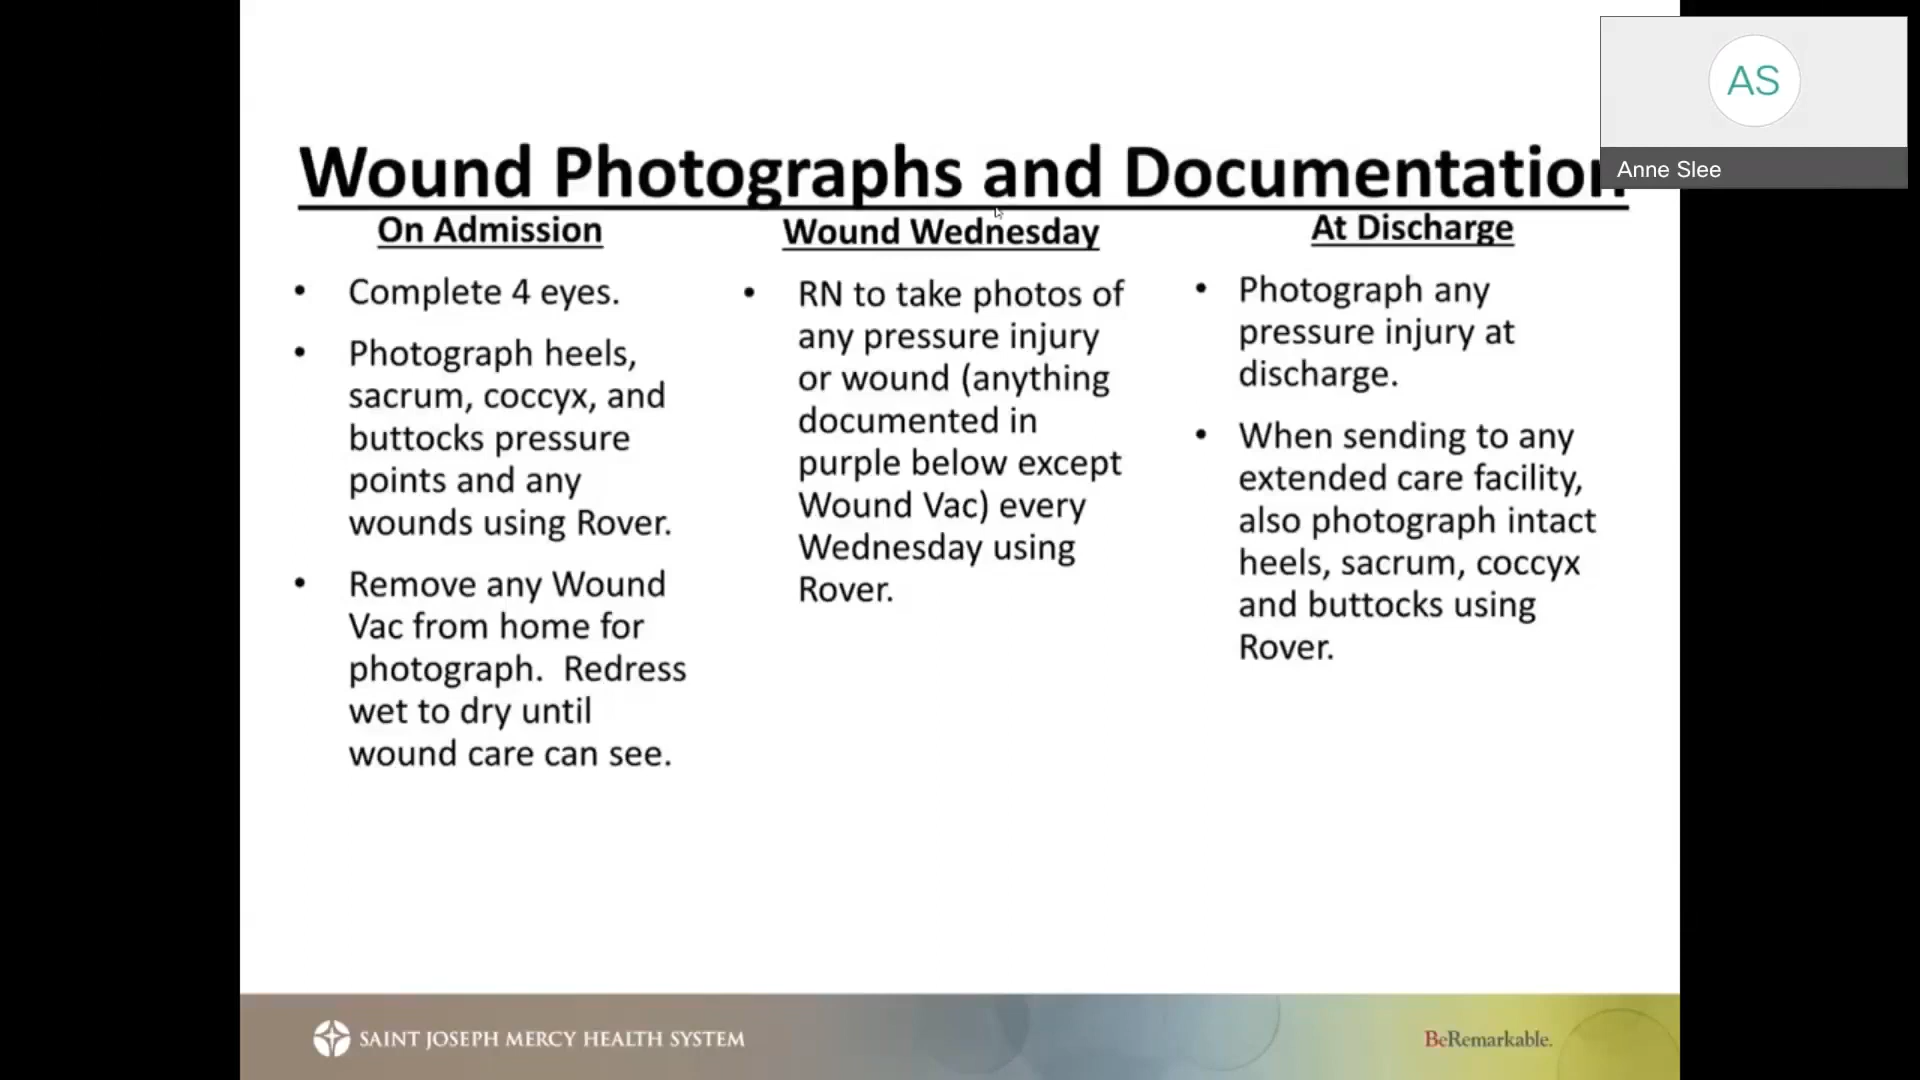 AS
Anne Slee
Wound Photographs and Documentation
On Admission
• Complete 4 eyes.
• Photograph heels,
sacrum, coccyx, and
buttocks pressure
points and any
wounds using Rover.
• Remove any Wound
Vac from home for
photograph. Redress
wet to dry until
wound care can see.
Wound Wednesday
• RN to take photos of
any pressure injury
or wound (anything
documented in
purple below except
Wound Vac) every
Wednesday using
Rover.
At Discharge
• Photograph any
pressure injury at
discharge.
• When sending to any
extended care facility,
also photograph intact
heels, sacrum, coccyx
and buttocks using
Rover.
SAINT JOSEPH MERCY HEALTH SYSTEM
BeRemarkable.